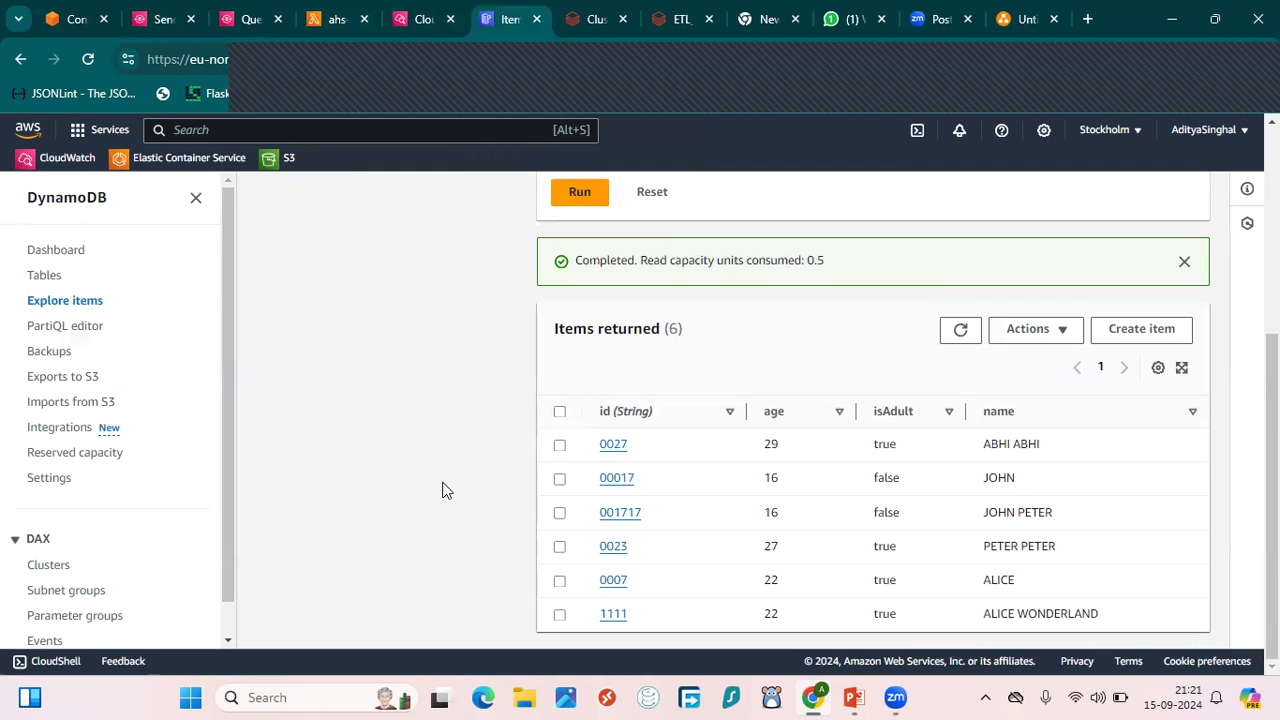 Con
Sen
Que
ahs-
Clou
Item
Clus
ETL_
New
(1) \
Post
Unti
https://eu-nor
JSONLint - The JSO...
Flask
aws
Services
Search
[Alt+S]
Stockholm
AdityaSinghal
CloudWatch
Elastic Container Service
S3
DynamoDB
Dashboard
Tables
Explore items
PartiQL editor
Backups
Exports to S3
Imports from S3
Integrations New
Reserved capacity
Settings
DAX
Clusters
Subnet groups
Parameter groups
Events
Run
Reset
Completed. Read capacity units consumed: 0.5
Items returned (6)
Actions
Create item
1
id (String) age isAdult name
0027 29 true ABHI ABHI
00017 16 false JOHN
001717 16 false JOHN PETER
0023 27 true PETER PETER
0007 22 true ALICE
1111 22 true ALICE WONDERLAND
CloudShell
Feedback
© 2024, Amazon Web Services, Inc. or its affiliates.
Privacy
Terms
Cookie preferences
Search
zm
21:21
15-09-2024
PRE